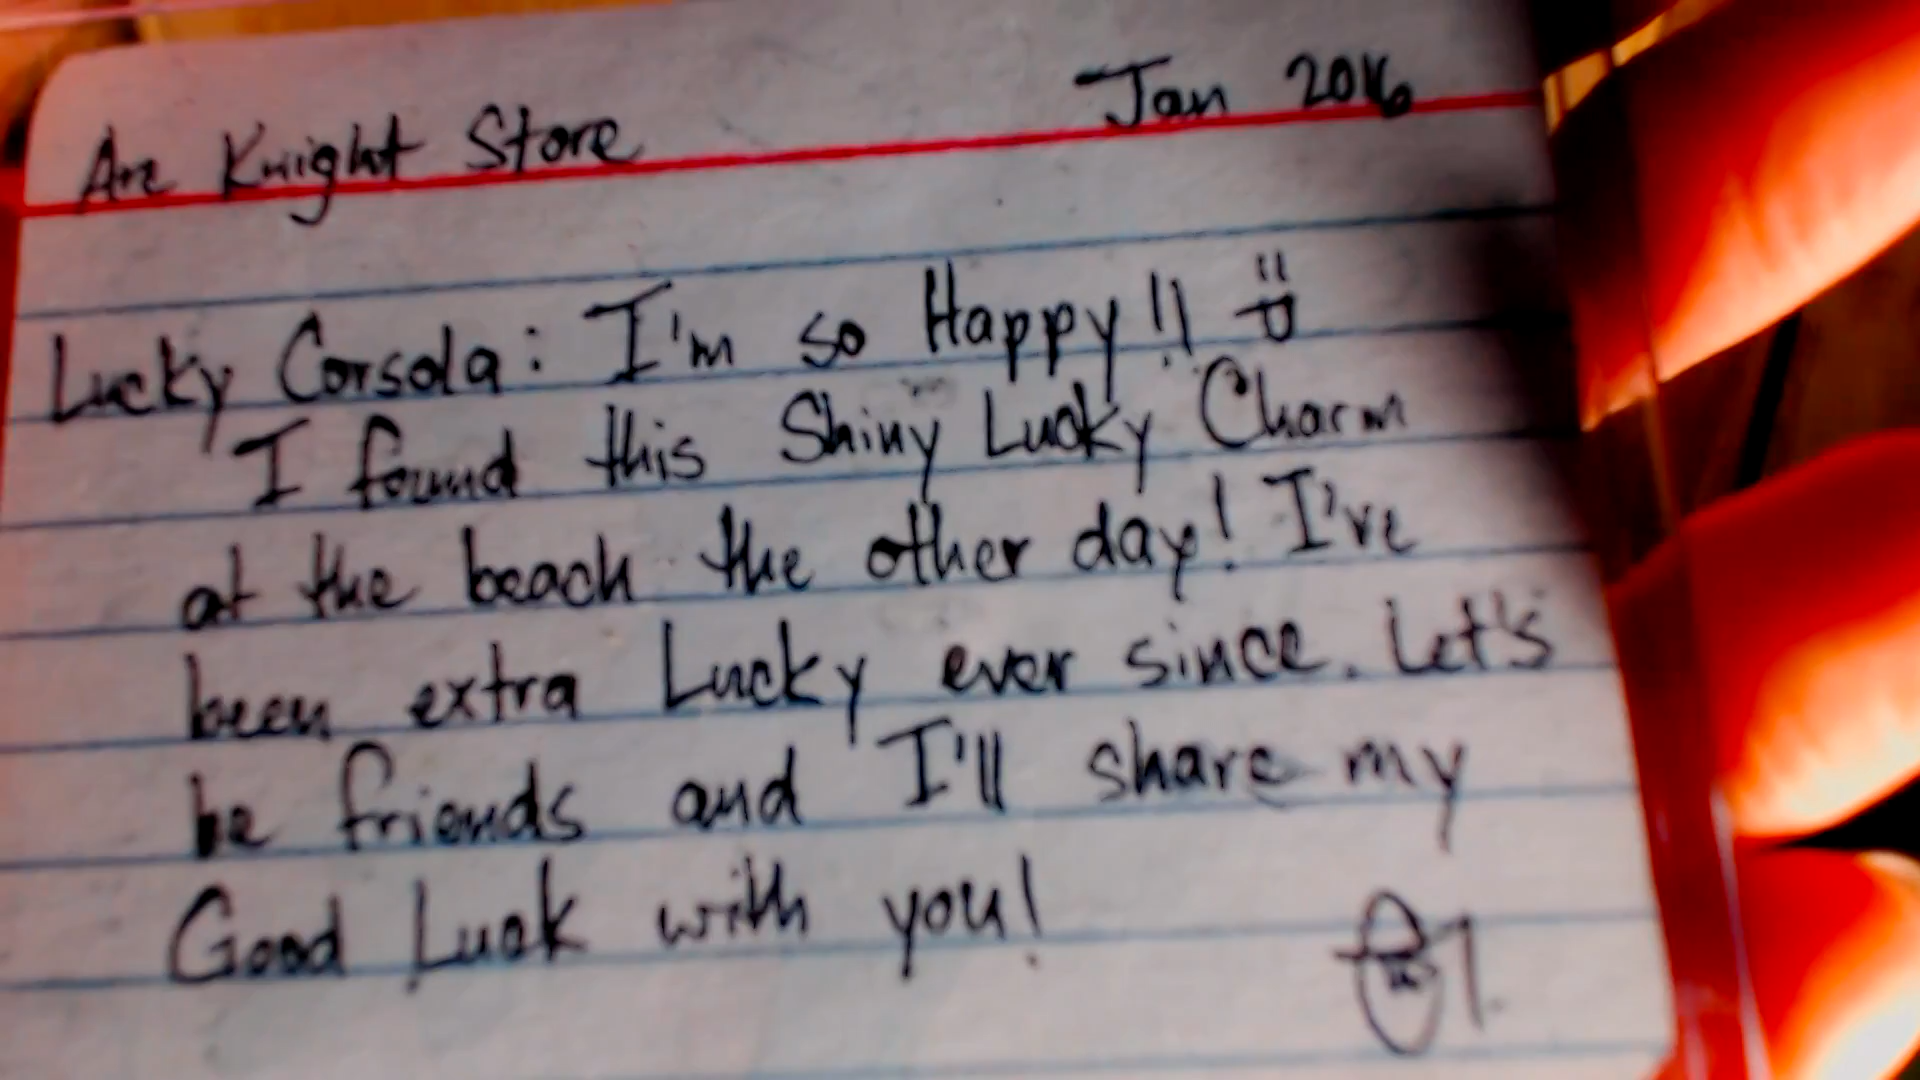 Arc Knight Store Jan 2016
Lucky Corsola: I'm so Happy!! =D
I found this Shiny Lucky Charm
at the beach the other day! I've
been extra Lucky ever since. Let's
be friends and I'll share my
Good Luck with you!